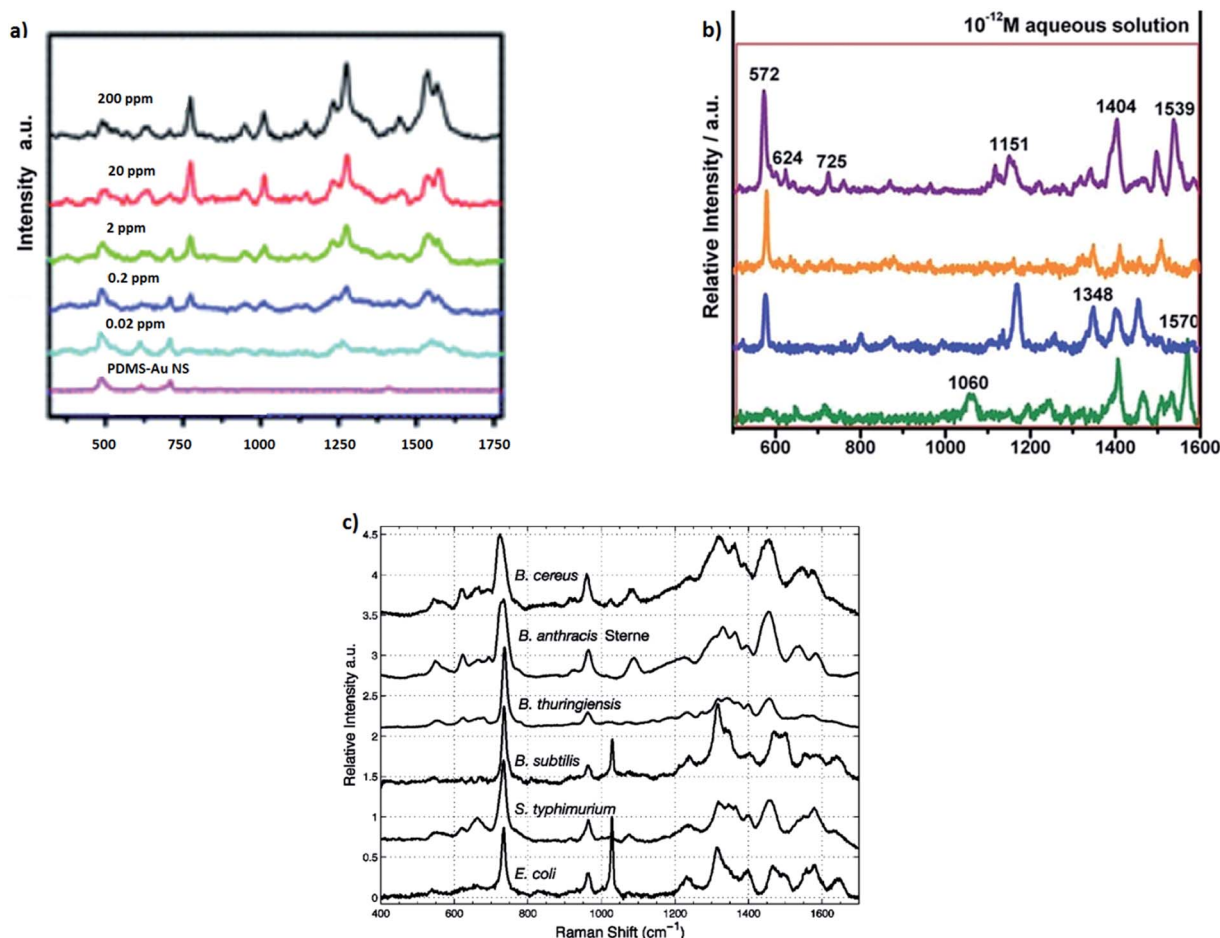 a)
Intensity a.u.
200 ppm
20 ppm
2 ppm
0.2 ppm
0.02 ppm
PDMS-Au NS
500 750 1000 1250 1500 1750
b)
10-12M aqueous solution
Relative Intensity / a.u.
572
624
725
1151
1404
1539
1348
1570
1060
600 800 1000 1200 1400 1600
c)
Relative Intensity a.u.
4.5
4
3.5
3
2.5
2
1.5
1
0.5
0
B. cereus
B. anthracis Sterne
B. thuringiensis
B. subtilis
S. typhimurium
E. coli
400 600 800 1000 1200 1400 1600
Raman Shift (cm−1)